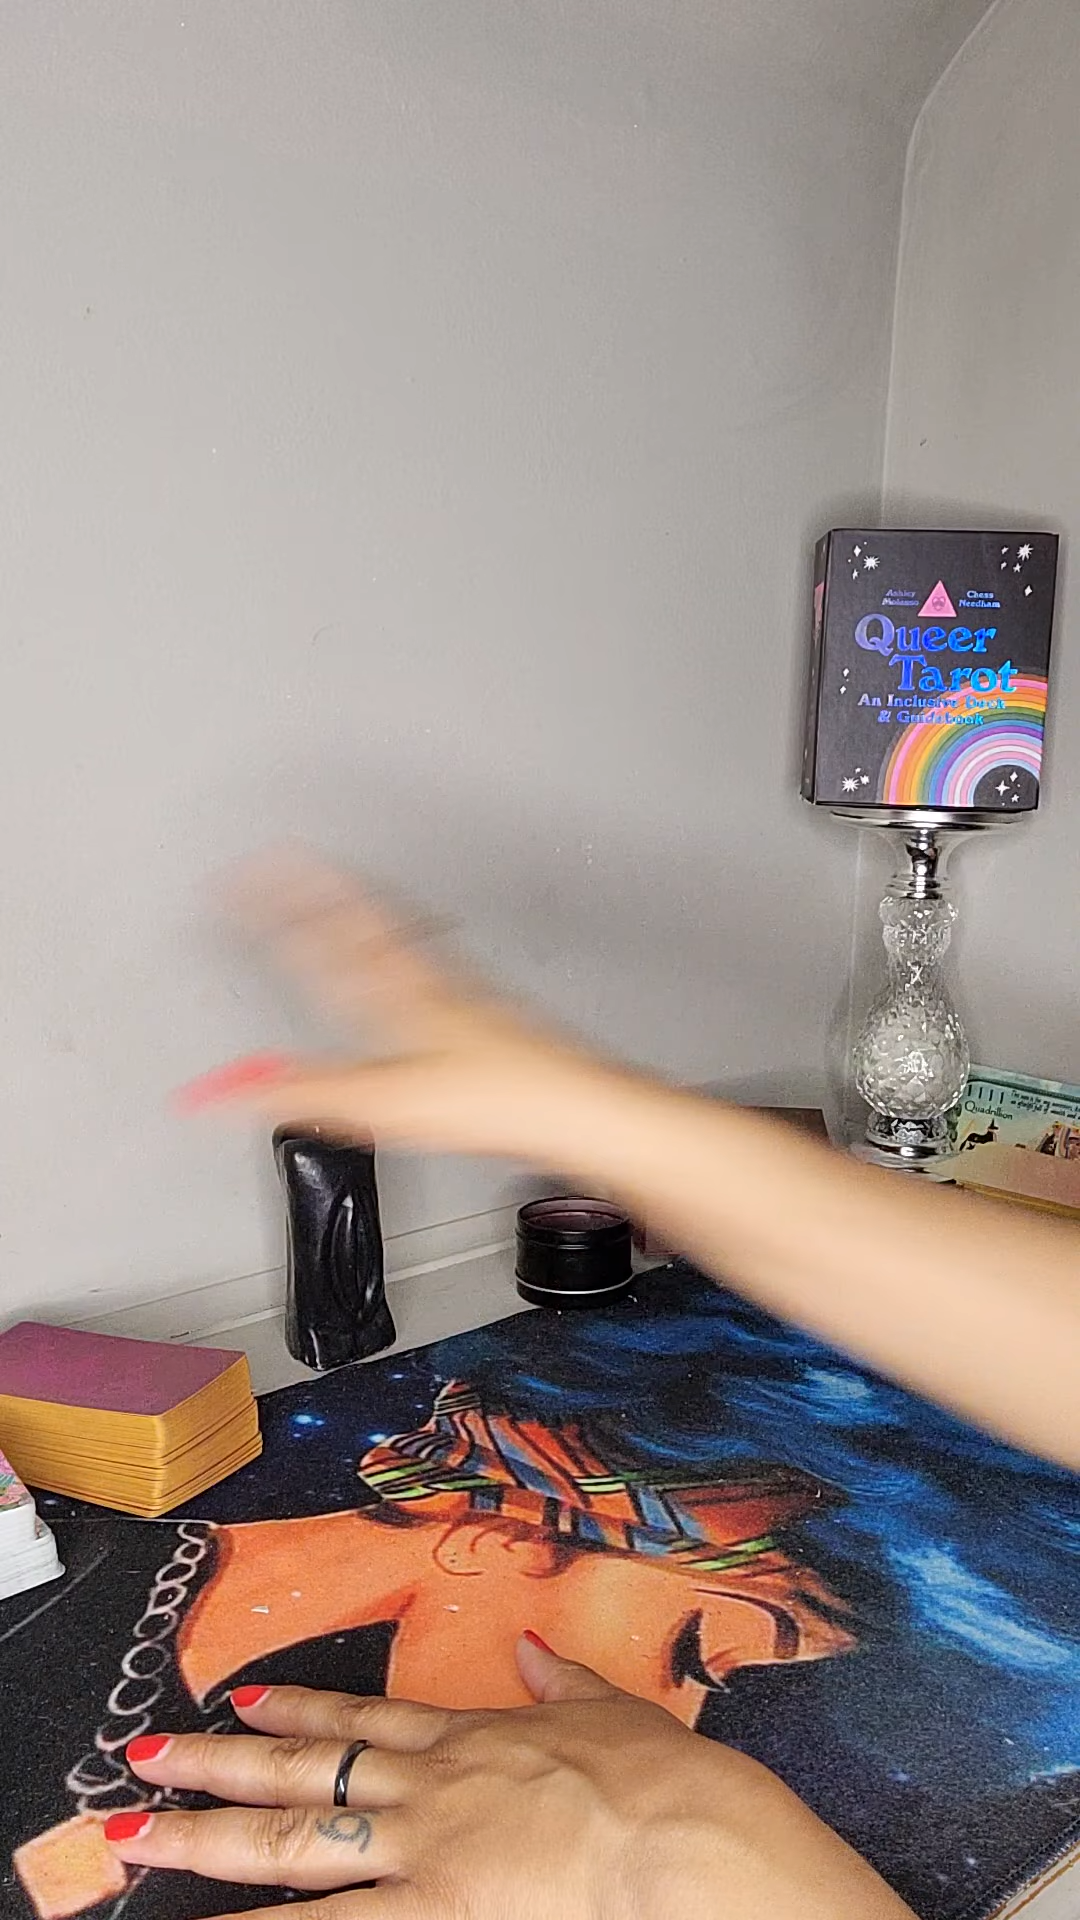 Ashley
Molesso
Chess
Needham
Queer
Tarot
An Inclusive Deck
& Guidebook
Quadrillion